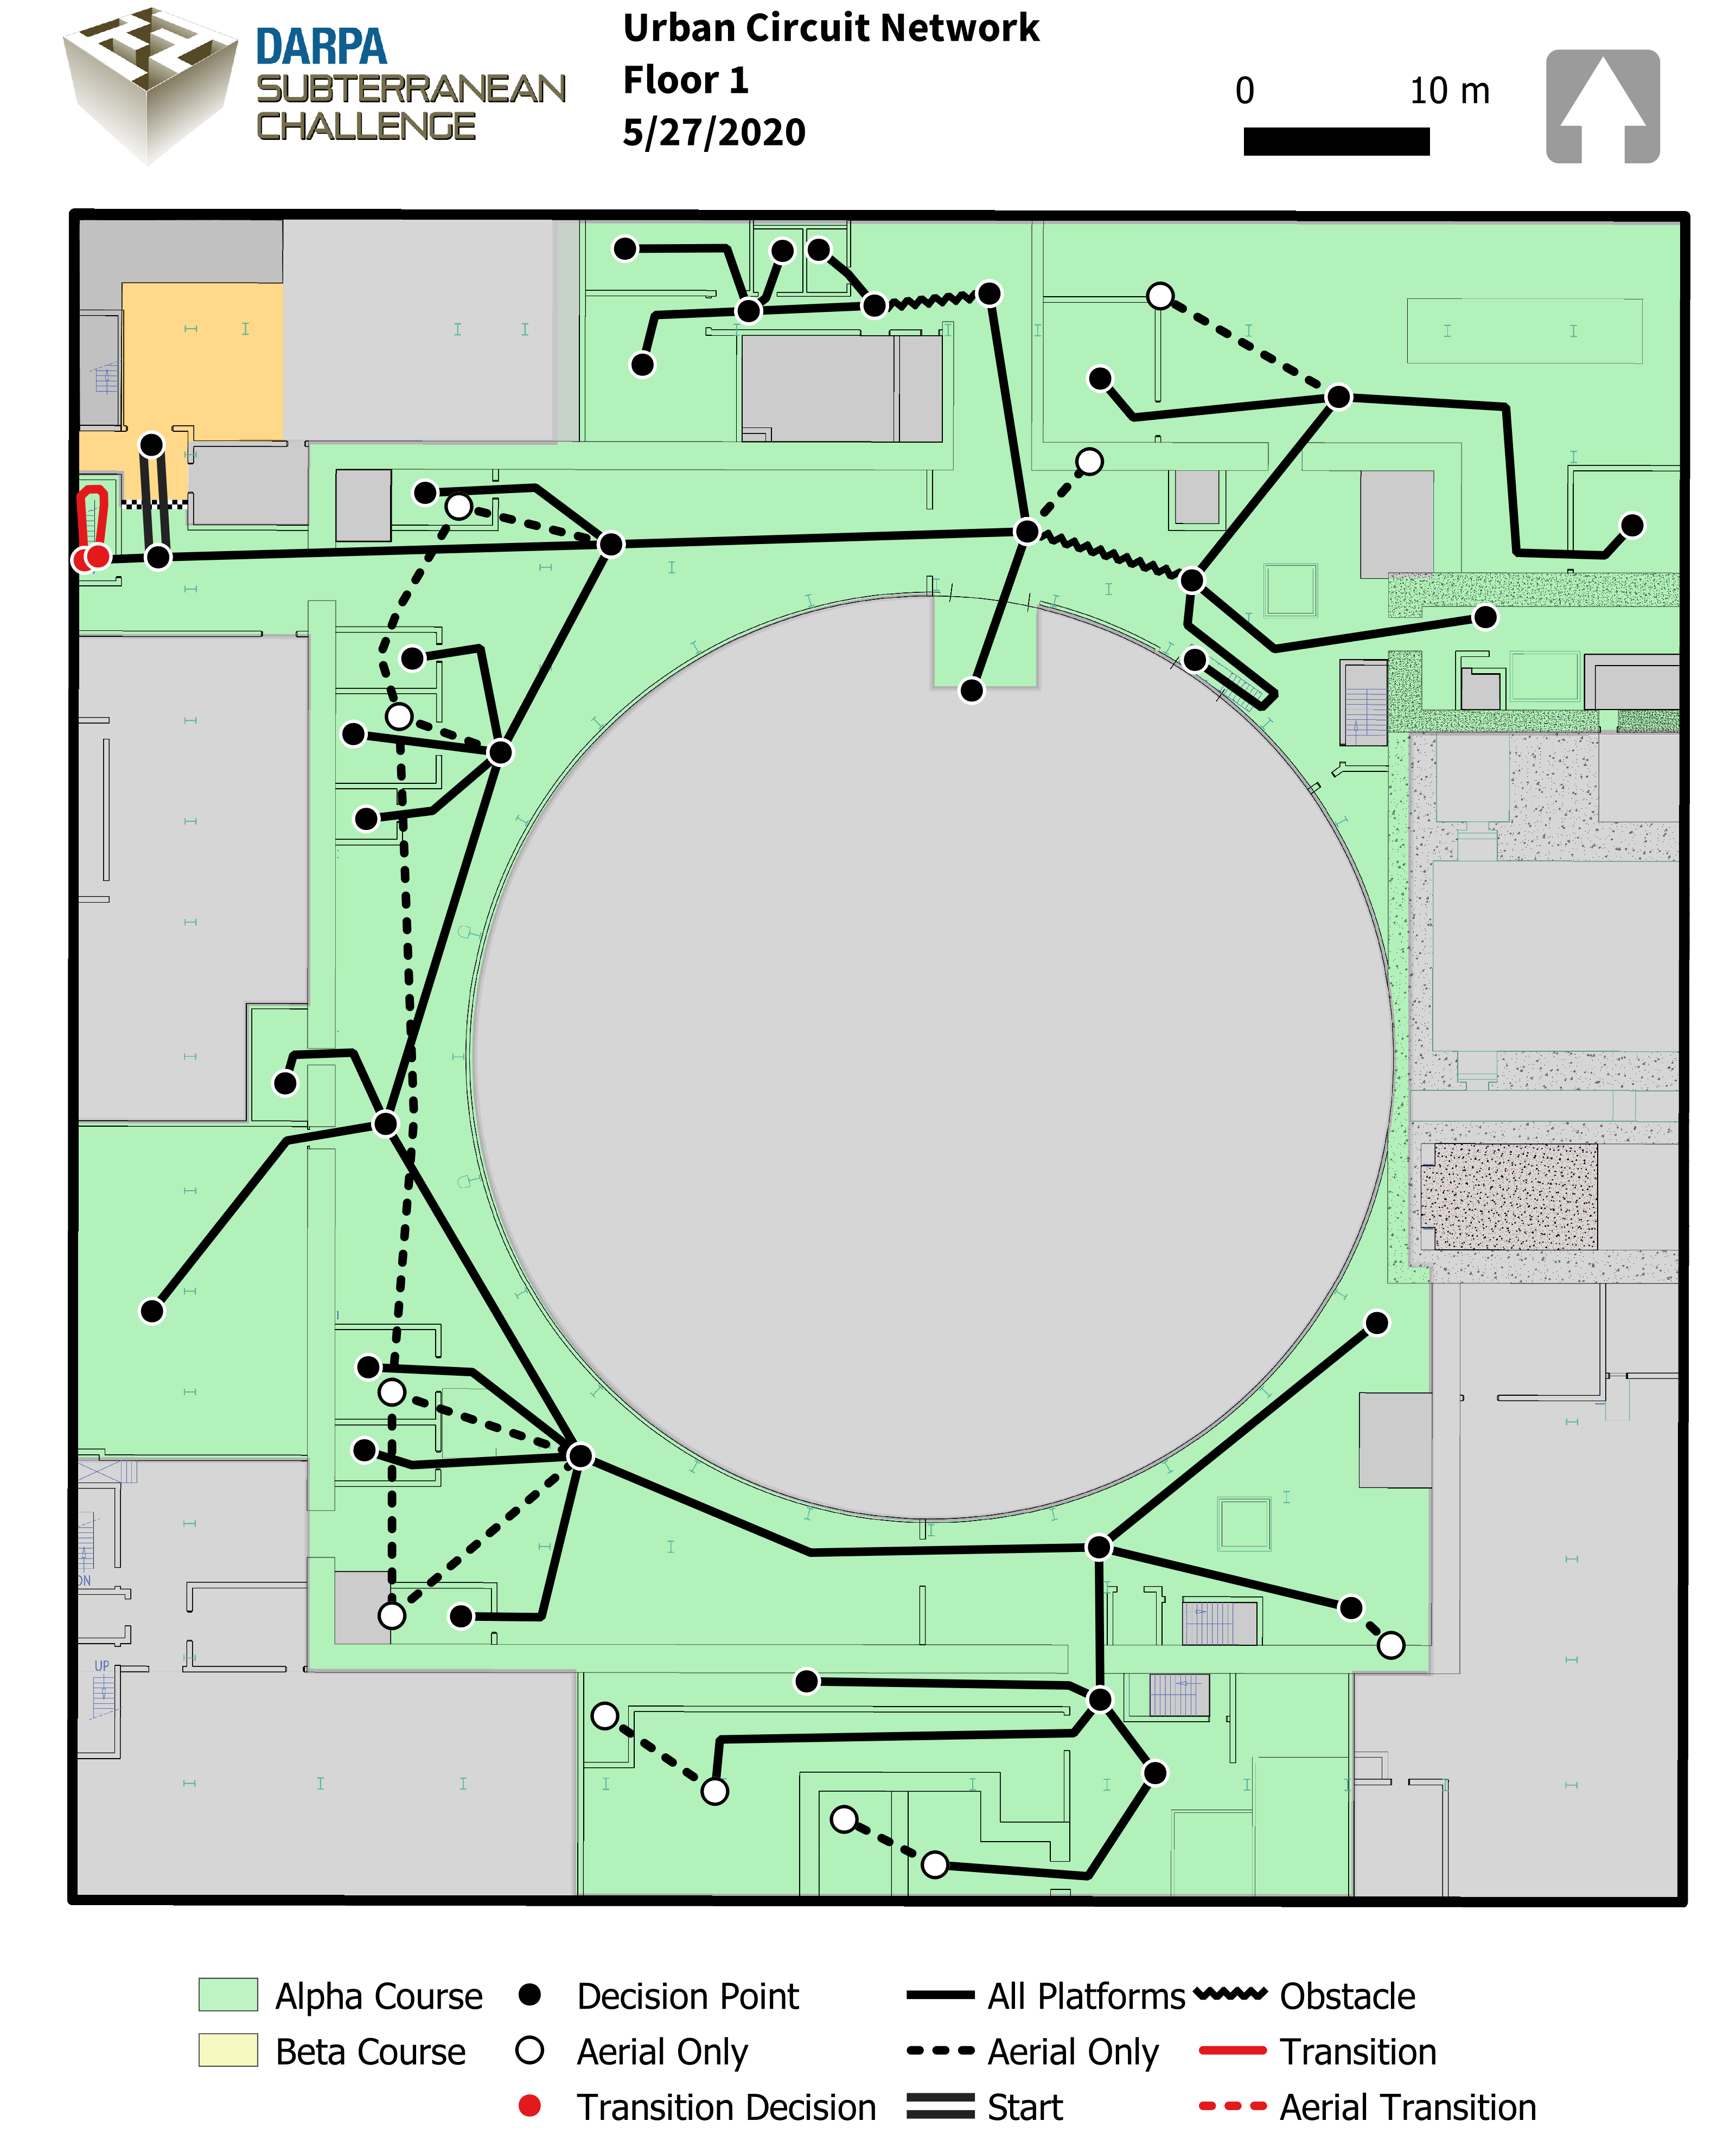 DARPA
SUBTERRANEAN
CHALLENGE
Urban Circuit Network
Floor 1
5/27/2020
0 10 m
DN
UP
Alpha Course
Decision Point
All Platforms
Obstacle
Beta Course
Aerial Only
Aerial Only
Transition
Transition Decision
Start
Aerial Transition